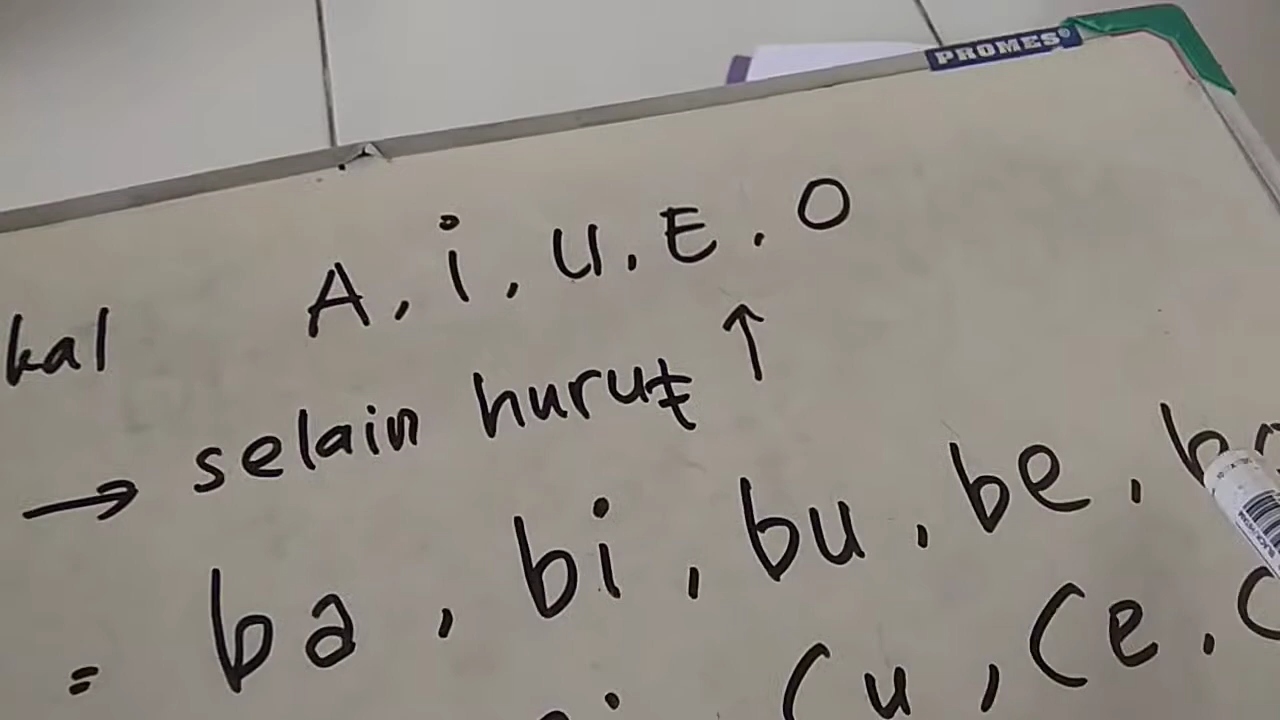 PROMES®
kal A, i, U, E, O
→ selain huruf ↑
= ba, bi, bu, be,
cu, ce,